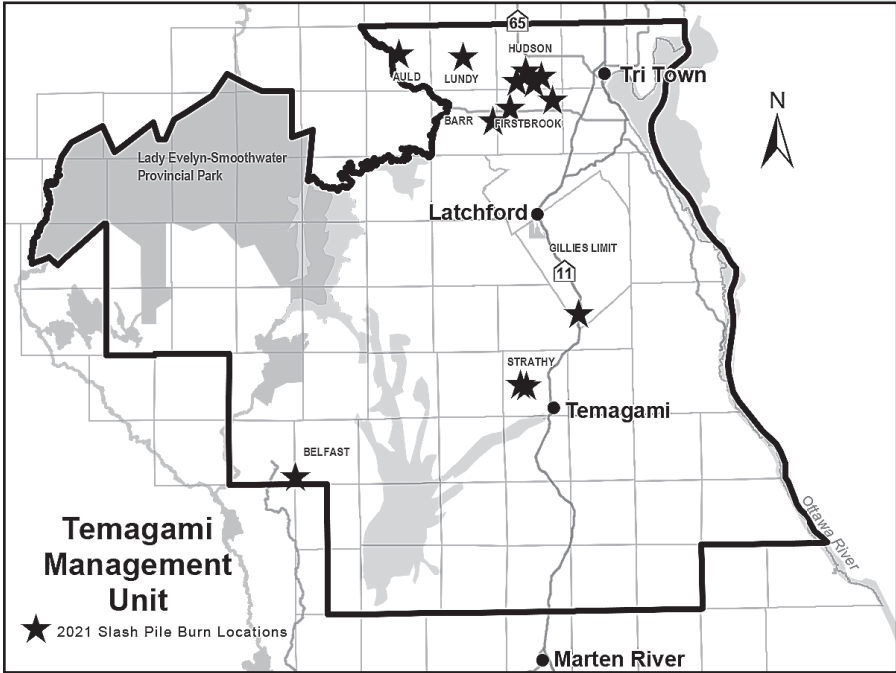 65
HUDSON
Tri Town
AULD
LUNDY
BARR
FIRSTBROOK
N
Lady Evelyn-Smoothwater
Provincial Park
Latchford
GILLIES LIMIT
11
STRATHY
Temagami
BELFAST
Ottawa River
Temagami
Management
Unit
2021 Slash Pile Burn Locations
Marten River